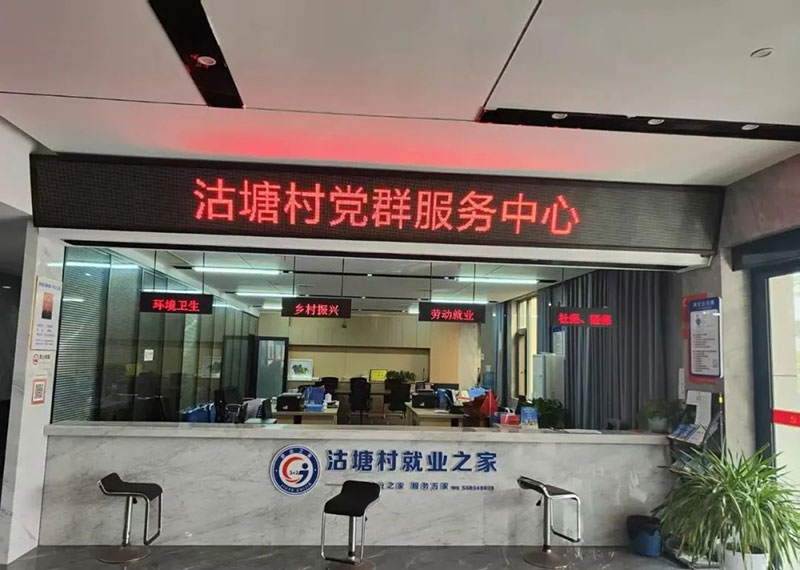 沽塘村党群服务中心
环境卫生
乡村振兴
劳动就业
社保、医保
沽塘村就业之家